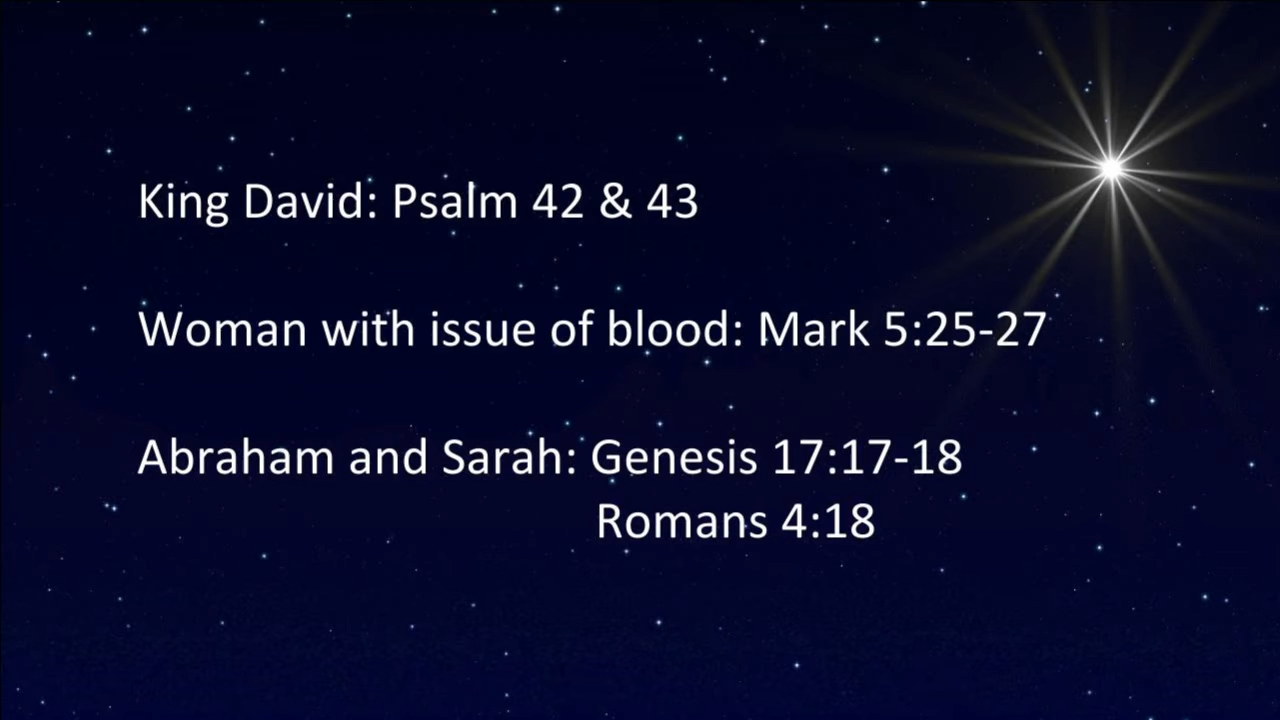 King David: Psalm 42 & 43
Woman with issue of blood: Mark 5:25-27
Abraham and Sarah: Genesis 17:17-18
Romans 4:18